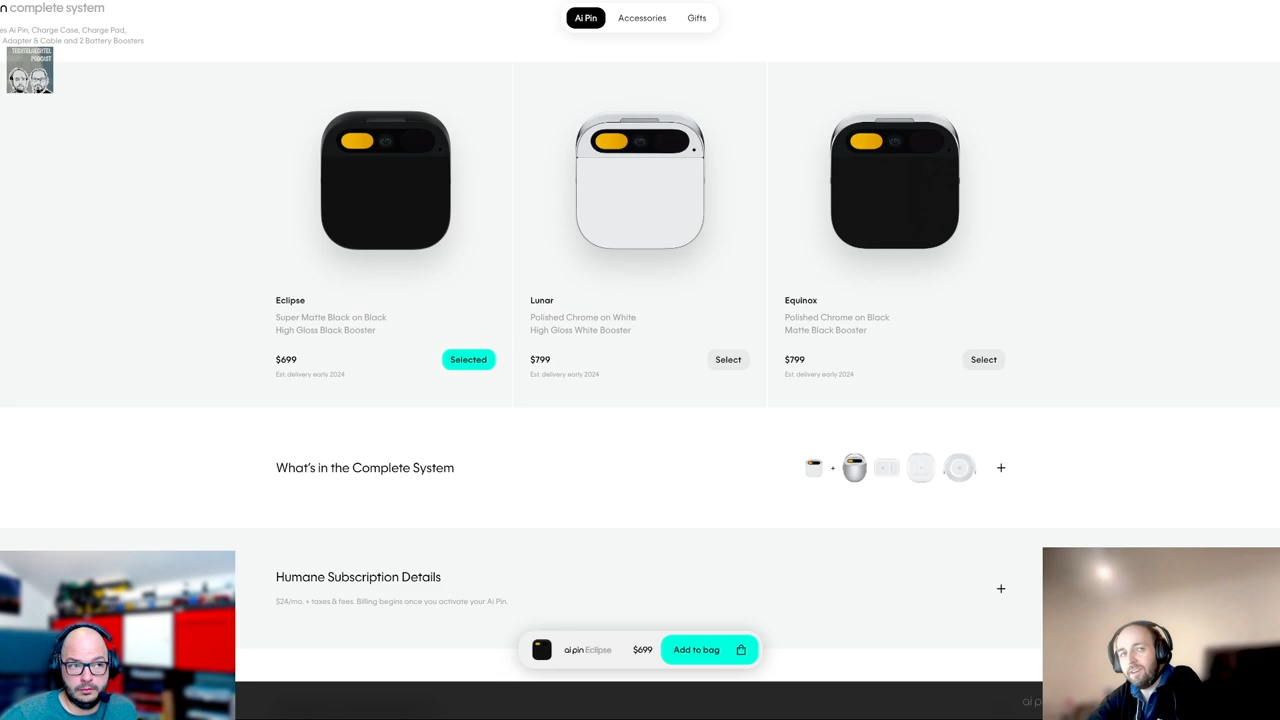 n complete system
es Ai Pin, Charge Case, Charge Pad,
Adapter & Cable and 2 Battery Boosters
Ai Pin
Accessories
Gifts
PODCAST
Eclipse
Super Matte Black on Black
High Gloss Black Booster
$699
Selected
Est. delivery early 2024
Lunar
Polished Chrome on White
High Gloss White Booster
$799
Select
Est. delivery early 2024
Equinox
Polished Chrome on Black
Matte Black Booster
$799
Select
Est. delivery early 2024
What's in the Complete System
+
+
Humane Subscription Details
+
$24/mo. + taxes & fees. Billing begins once you activate your Ai Pin.
ai pin Eclipse
$699
Add to bag
ai p